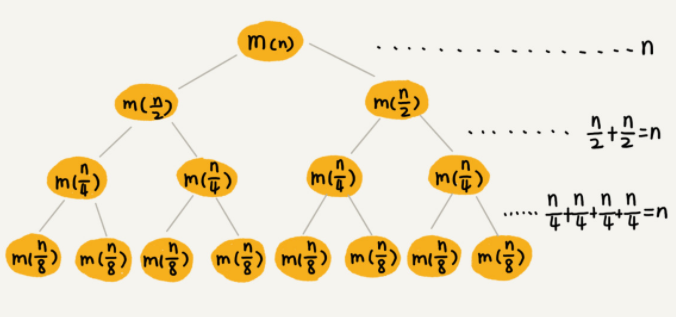 m(n) ................ n
m(n/2) m(n/2) ........ n/2+n/2=n
m(n/4) m(n/4) m(n/4) m(n/4) ...... n/4+n/4+n/4+n/4=n
m(n/8) m(n/8) m(n/8) m(n/8) m(n/8) m(n/8) m(n/8) m(n/8)